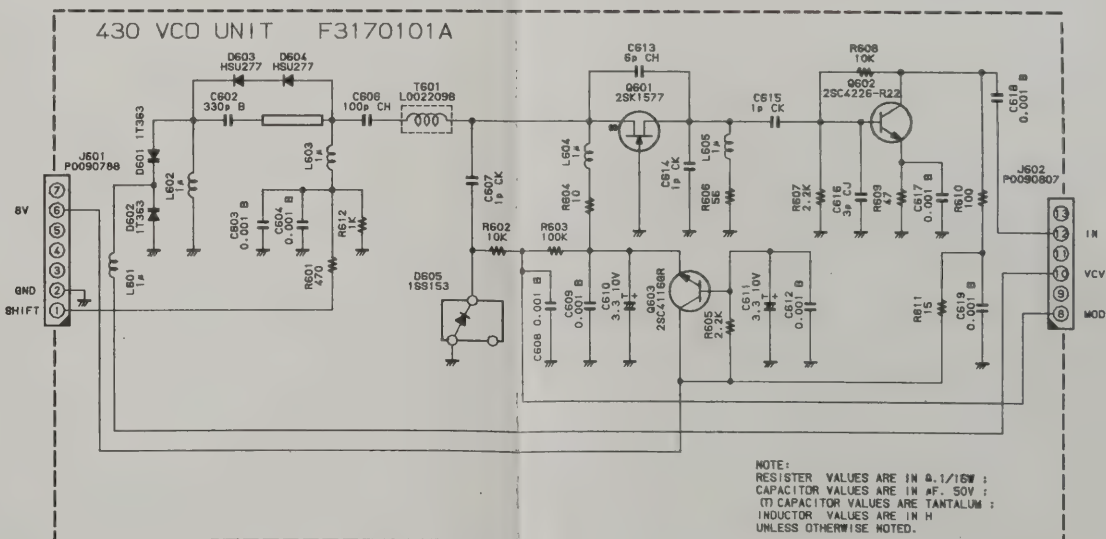 430 VCO UNIT F3170101A
D603
HSU277
D604
HSU277
C602
330p B
C606
100p CH
T601
L0022098
C613
6p CH
Q601
2SK1577
C615
1p CK
R608
10K
Q602
2SC4226-R22
C618
0.001 B
J601
P0090788
D601 1T363
D602
1T363
L602
1μ
L603
1μ
L601
1μ
C603
0.001 B
C604
0.001 B
R612
1K
R601
470
C607
1p CK
L604
1μ
R604
10
C614
1p CK
L605
1μ
R606
56
R607
2.2K
C616
3p CJ
R609
47
C617
0.001 B
R610
100
J602
P0090807
7
6
5
4
3
2
1
8V
GND
SHIFT
R602
10K
R603
100K
D605
1SS153
C608 0.001 B
C609
0.001 B
C610
3.3 10V
T
+
Q603
2SC4116GR
R605
2.2K
C611
3.3 10V
T
+
C612
0.001 B
R611
15
C619
0.001 B
13
12
11
10
9
8
IN
VCV
MOD
NOTE:
RESISTER VALUES ARE IN Ω.1/16W ;
CAPACITOR VALUES ARE IN μF. 50V ;
(T) CAPACITOR VALUES ARE TANTALUM ;
INDUCTOR VALUES ARE IN H
UNLESS OTHERWISE NOTED.